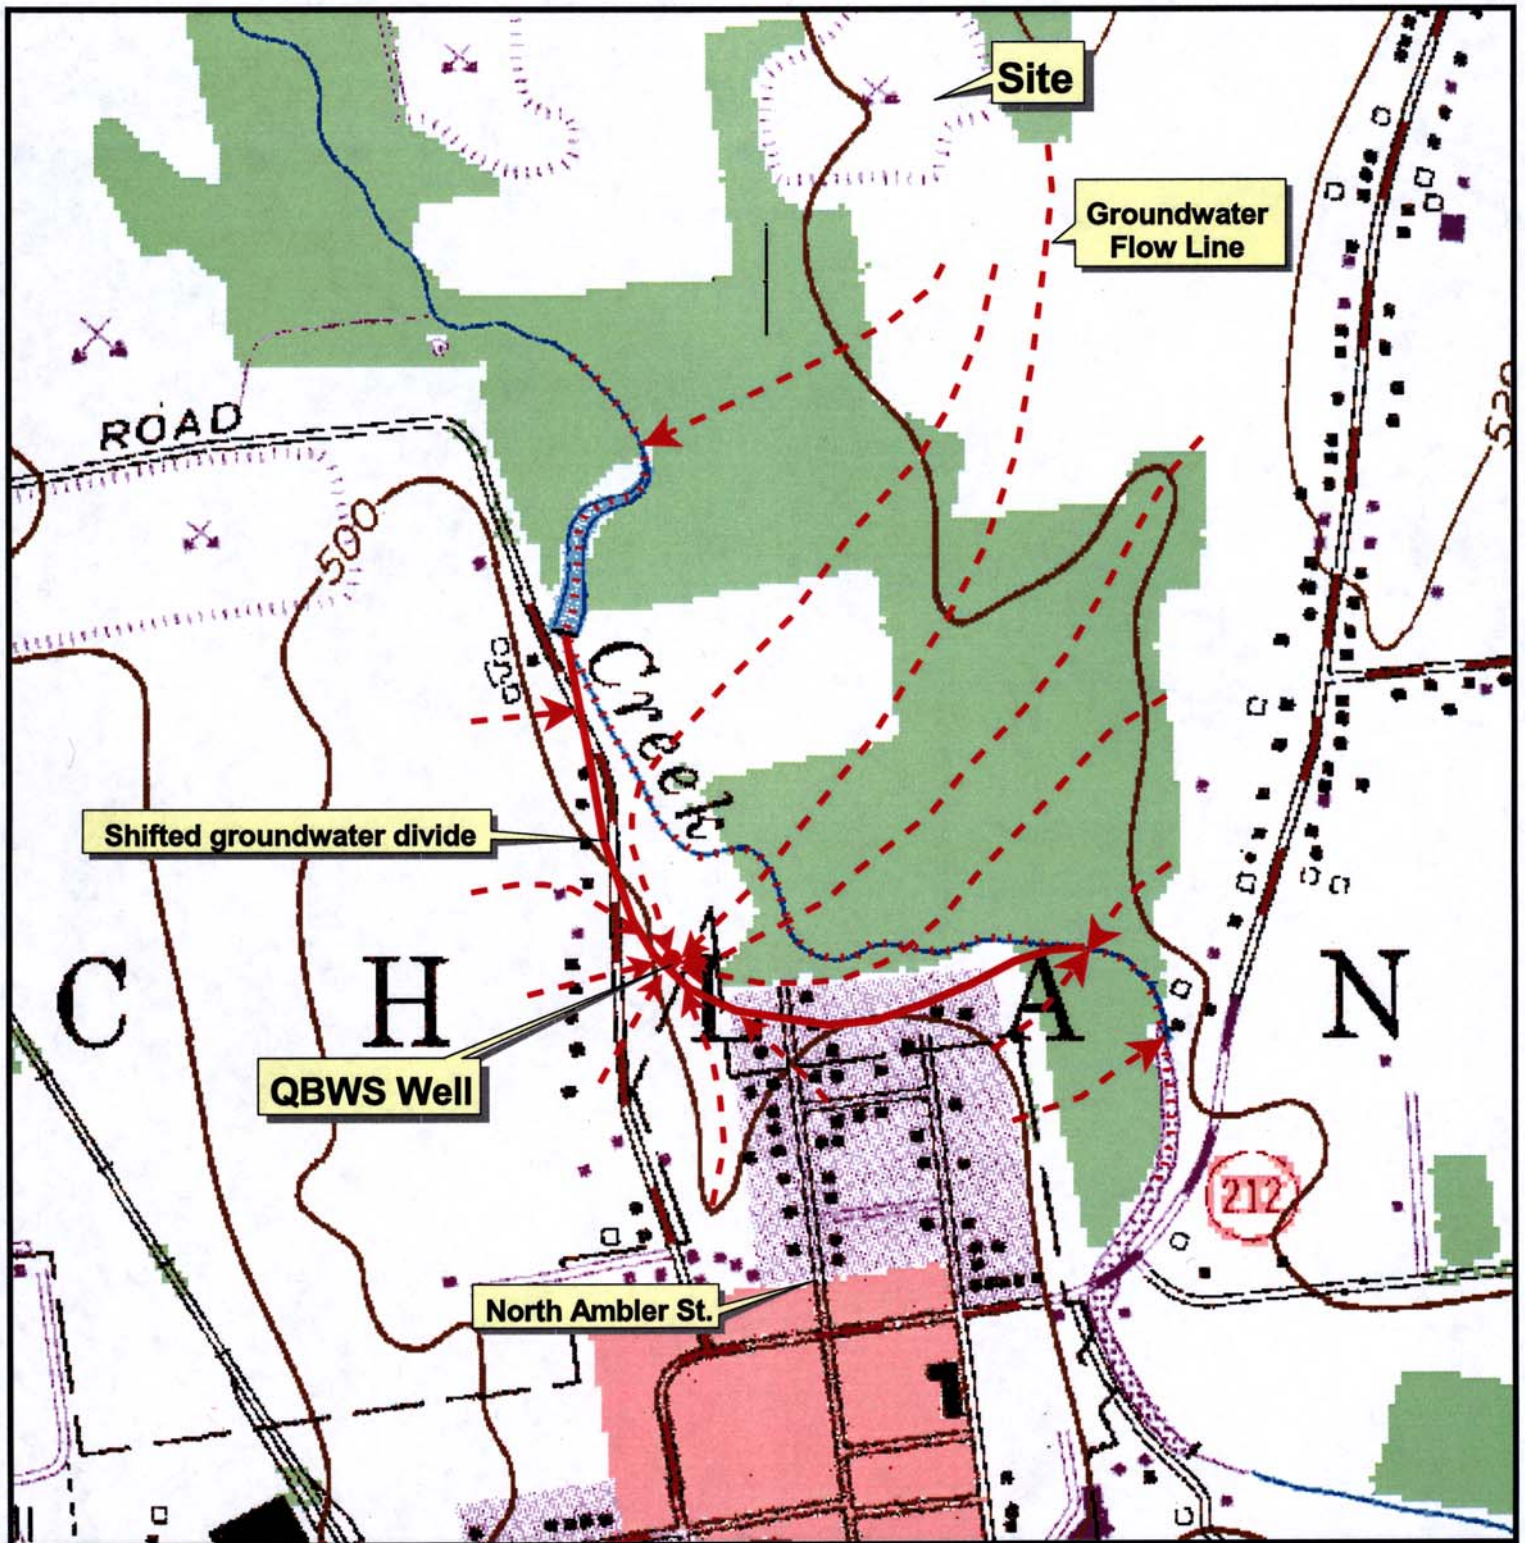 Site
Groundwater
Flow Line
ROAD
500
520
Creek
Shifted groundwater divide
C H L A N
QBWS Well
212
North Ambler St.